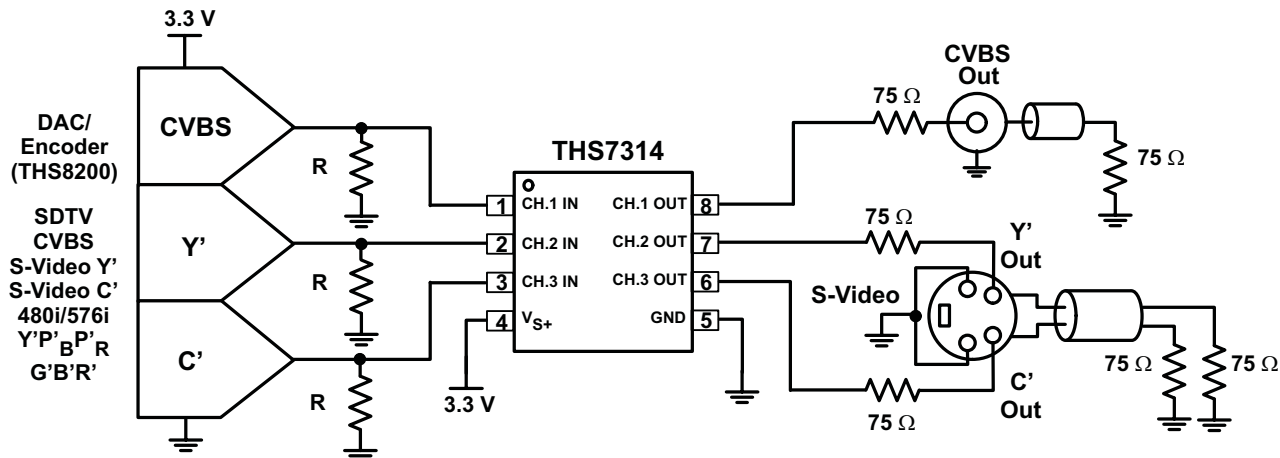 3.3 V
CVBS
DAC/
Encoder
(THS8200)
SDTV
CVBS
S-Video Y'
S-Video C'
480i/576i
Y'P'BP'R
G'B'R'
Y'
C'
R
R
R
THS7314
1 CH.1 IN CH.1 OUT 8
2 CH.2 IN CH.2 OUT 7
3 CH.3 IN CH.3 OUT 6
4 VS+ GND 5
3.3 V
CVBS
Out
75 Ω
75 Ω
75 Ω
Y'
Out
S-Video
75 Ω
C'
Out
75 Ω
75 Ω